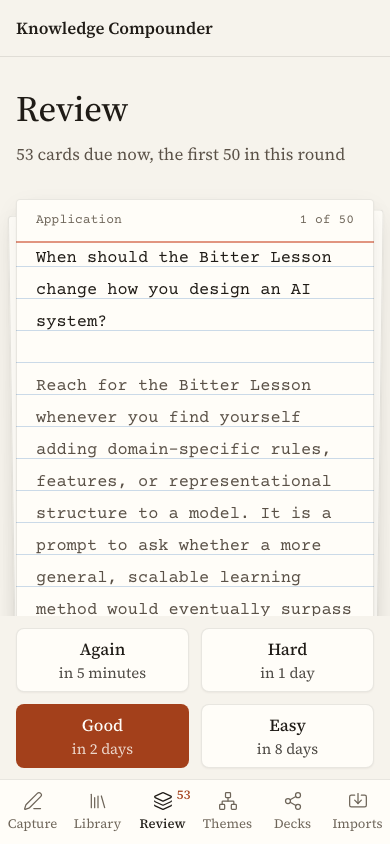 Knowledge Compounder
Review
53 cards due now, the first 50 in this round
Application
1 of 50
When should the Bitter Lesson
change how you design an AI
system?
Reach for the Bitter Lesson
whenever you find yourself
adding domain-specific rules,
features, or representational
structure to a model. It is a
prompt to ask whether a more
general, scalable learning
method would eventually surpass
Again
in 5 minutes
Hard
in 1 day
Good
in 2 days
Easy
in 8 days
53
Capture
Library
Review
Themes
Decks
Imports